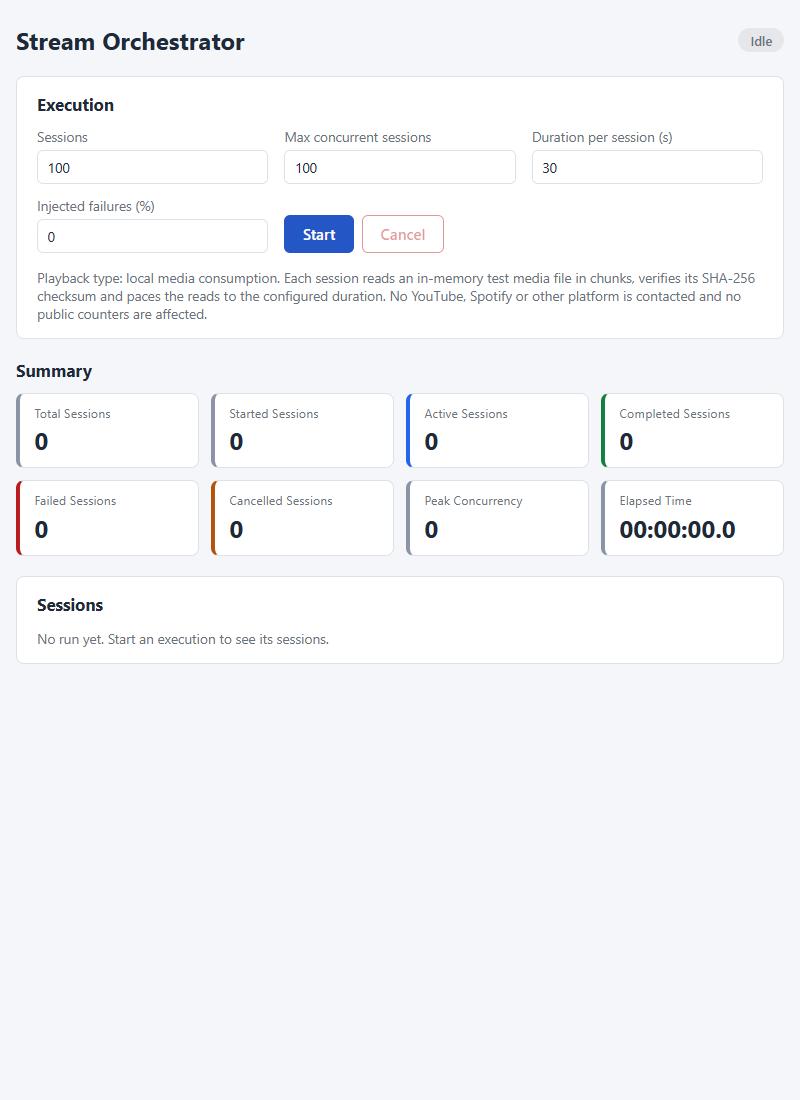 Stream Orchestrator
Idle
Execution
Sessions
Max concurrent sessions
Duration per session (s)
100
100
30
Injected failures (%)
0
Start
Cancel
Playback type: local media consumption. Each session reads an in-memory test media file in chunks, verifies its SHA-256
checksum and paces the reads to the configured duration. No YouTube, Spotify or other platform is contacted and no
public counters are affected.
Summary
Total Sessions
0
Started Sessions
0
Active Sessions
0
Completed Sessions
0
Failed Sessions
0
Cancelled Sessions
0
Peak Concurrency
0
Elapsed Time
00:00:00.0
Sessions
No run yet. Start an execution to see its sessions.